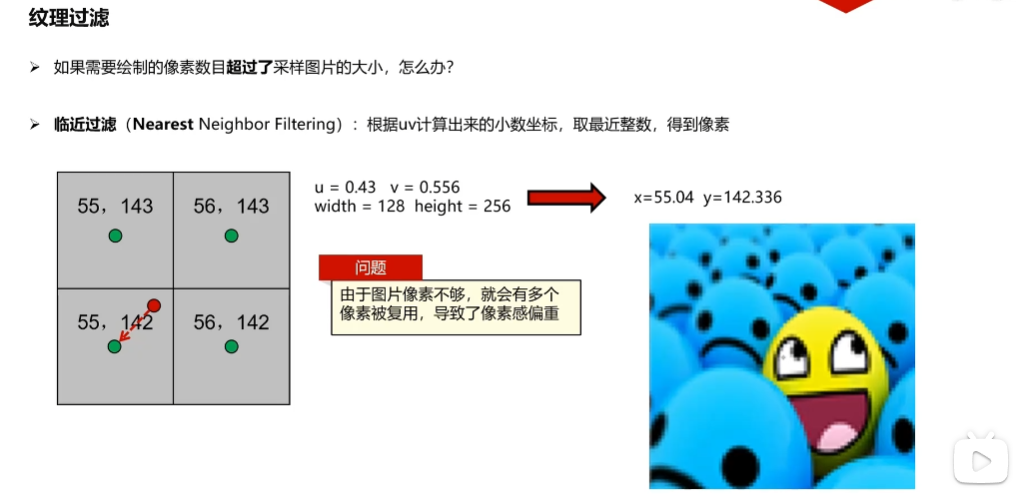 纹理过滤
➢ 如果需要绘制的像素数目超过了采样图片的大小，怎么办？
➢ 临近过滤（Nearest Neighbor Filtering）：根据uv计算出来的小数坐标，取最近整数，得到像素
55，143
56，143
55，142
56，142
u = 0.43 v = 0.556
width = 128 height = 256
x=55.04 y=142.336
问题
由于图片像素不够，就会有多个
像素被复用，导致了像素感偏重